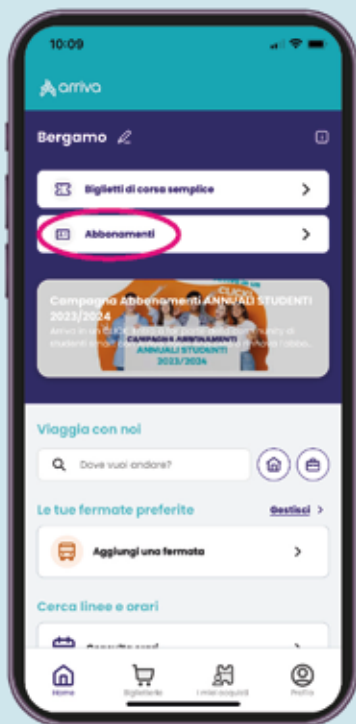 10:09
arriva
Bergamo
Biglietti di corsa semplice
Abbonamenti
Campagna Abbonamenti ANNUALI STUDENTI
2023/2024
CAMPAGNA ABBONAMENTI
ANNUALI STUDENTI
2023/2024
Viaggia con noi
Dove vuoi andare?
Le tue fermate preferite
Gestisci
Aggiungi una fermata
Cerca linee e orari
Consulta orari
Home
Biglietteria
I miei acquisti
Profilo